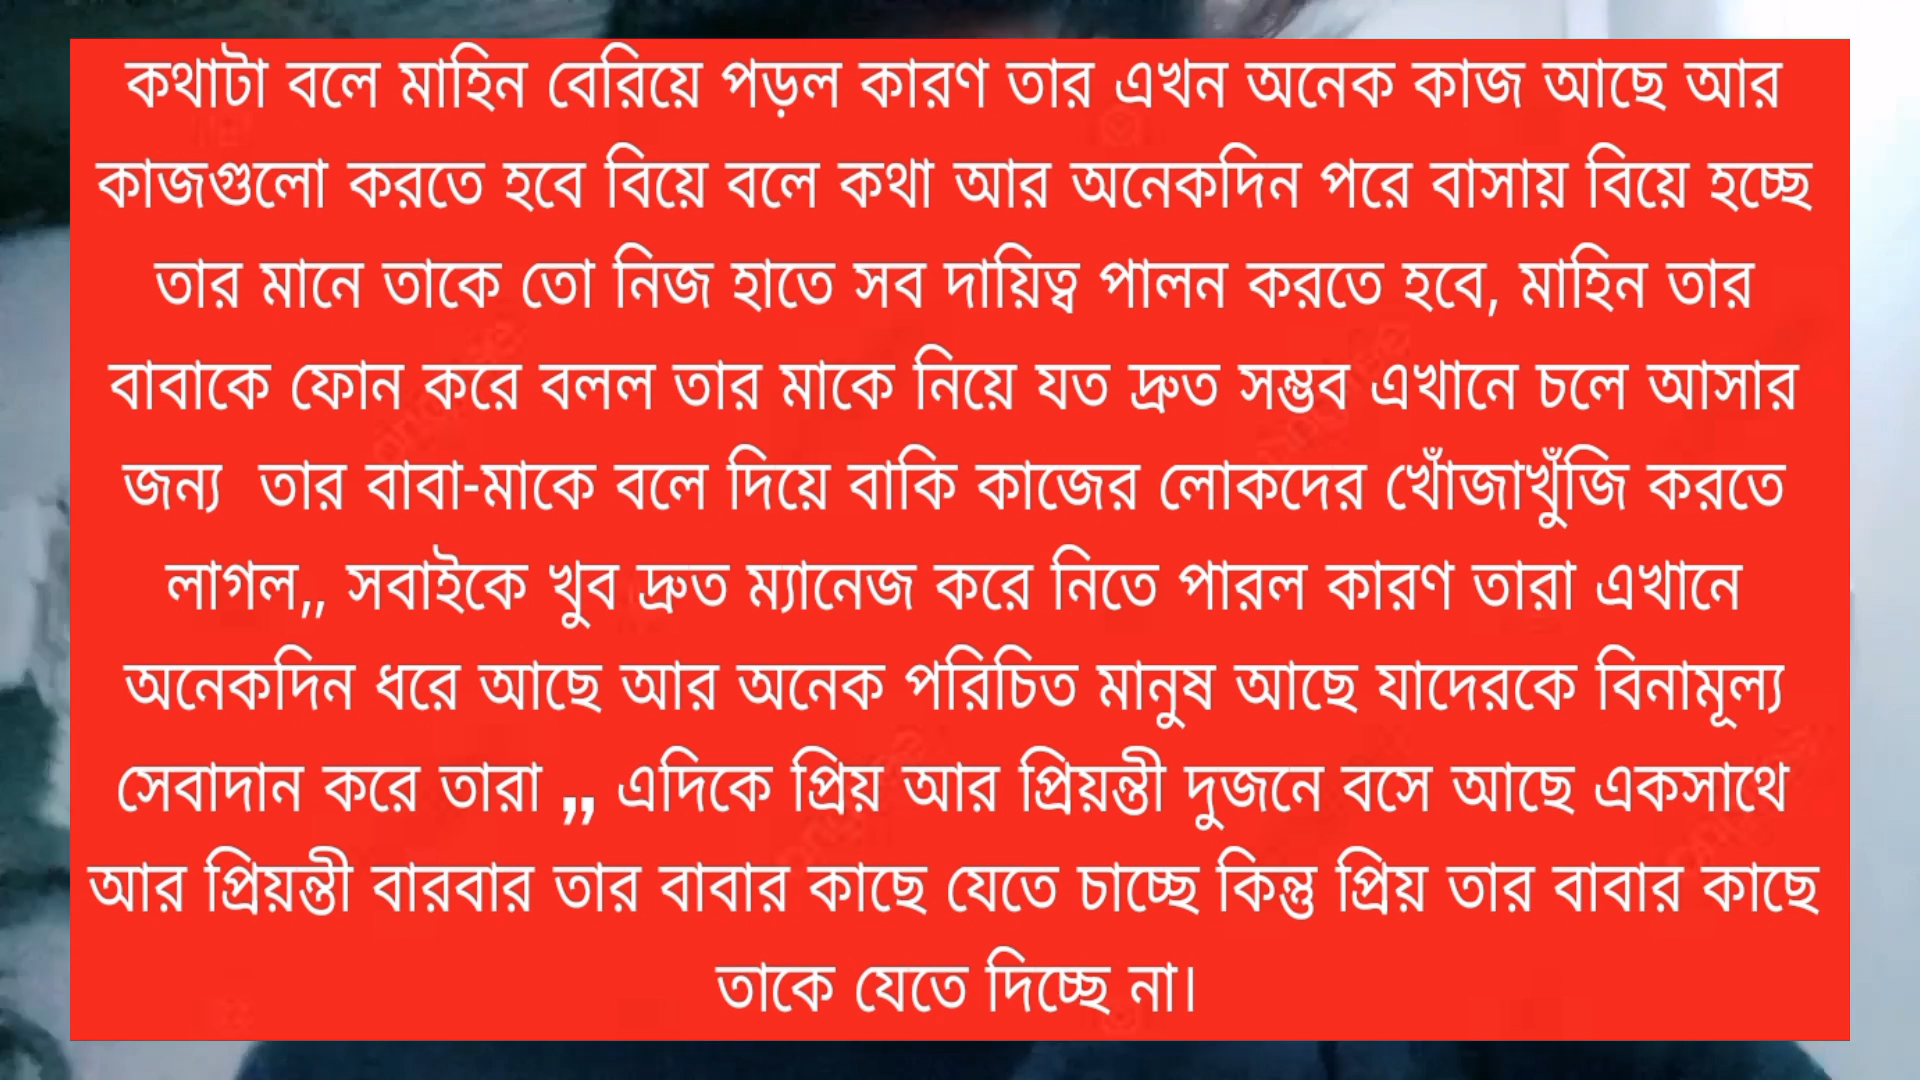 কথাটা বলে মাহিন বেরিয়ে পড়ল কারণ তার এখন অনেক কাজ আছে আর
কাজগুলো করতে হবে বিয়ে বলে কথা আর অনেকদিন পরে বাসায় বিয়ে হচ্ছে
তার মানে তাকে তো নিজ হাতে সব দায়িত্ব পালন করতে হবে, মাহিন তার
বাবাকে ফোন করে বলল তার মাকে নিয়ে যত দ্রুত সম্ভব এখানে চলে আসার
জন্য  তার বাবা-মাকে বলে দিয়ে বাকি কাজের লোকদের খোঁজাখুঁজি করতে
লাগল,, সবাইকে খুব দ্রুত ম্যানেজ করে নিতে পারল কারণ তারা এখানে
অনেকদিন ধরে আছে আর অনেক পরিচিত মানুষ আছে যাদেরকে বিনামূল্য
সেবাদান করে তারা ,, এদিকে প্রিয় আর প্রিয়ন্তী দুজনে বসে আছে একসাথে
আর প্রিয়ন্তী বারবার তার বাবার কাছে যেতে চাচ্ছে কিন্তু প্রিয় তার বাবার কাছে
তাকে যেতে দিচ্ছে না।